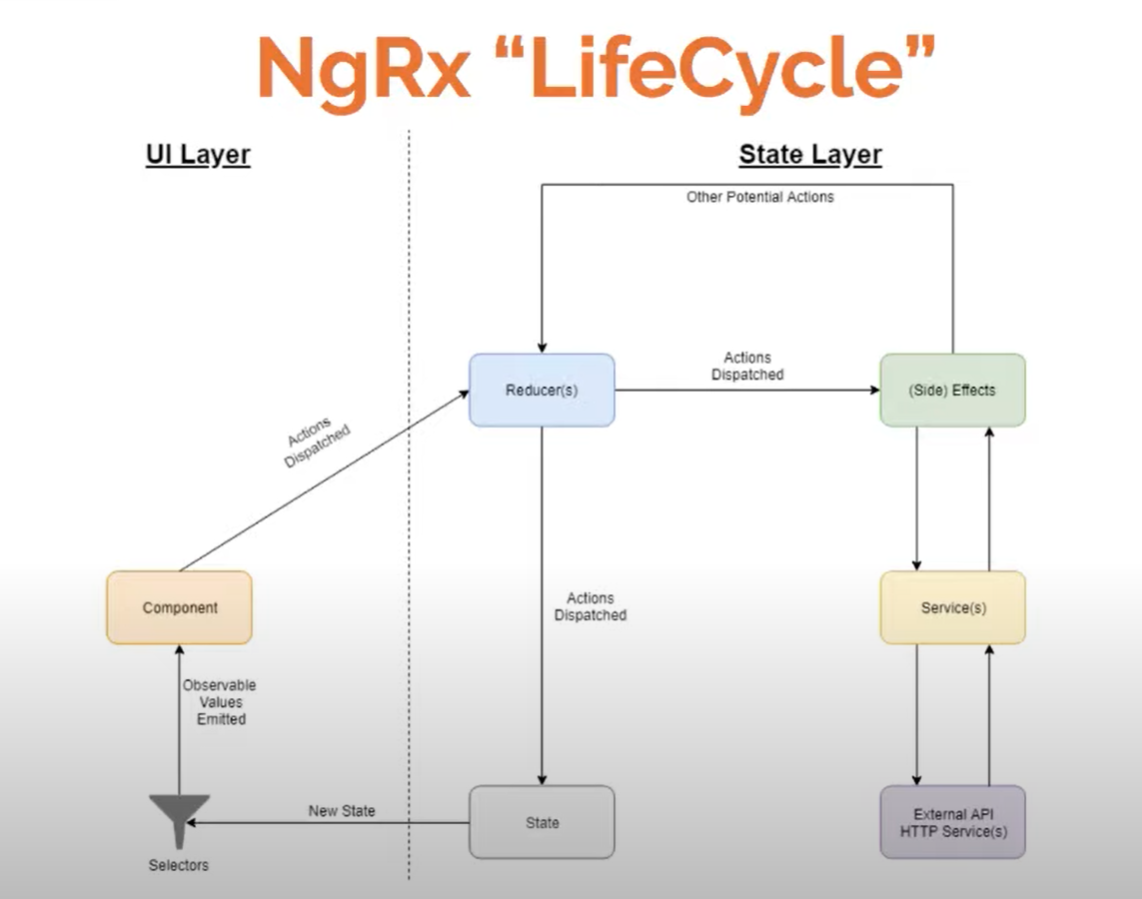 NgRx “LifeCycle”
UI Layer
State Layer
Other Potential Actions
Reducer(s)
Actions
Dispatched
(Side) Effects
Actions
Dispatched
Component
Actions
Dispatched
Service(s)
Observable
Values
Emitted
New State
State
External API
HTTP Service(s)
Selectors